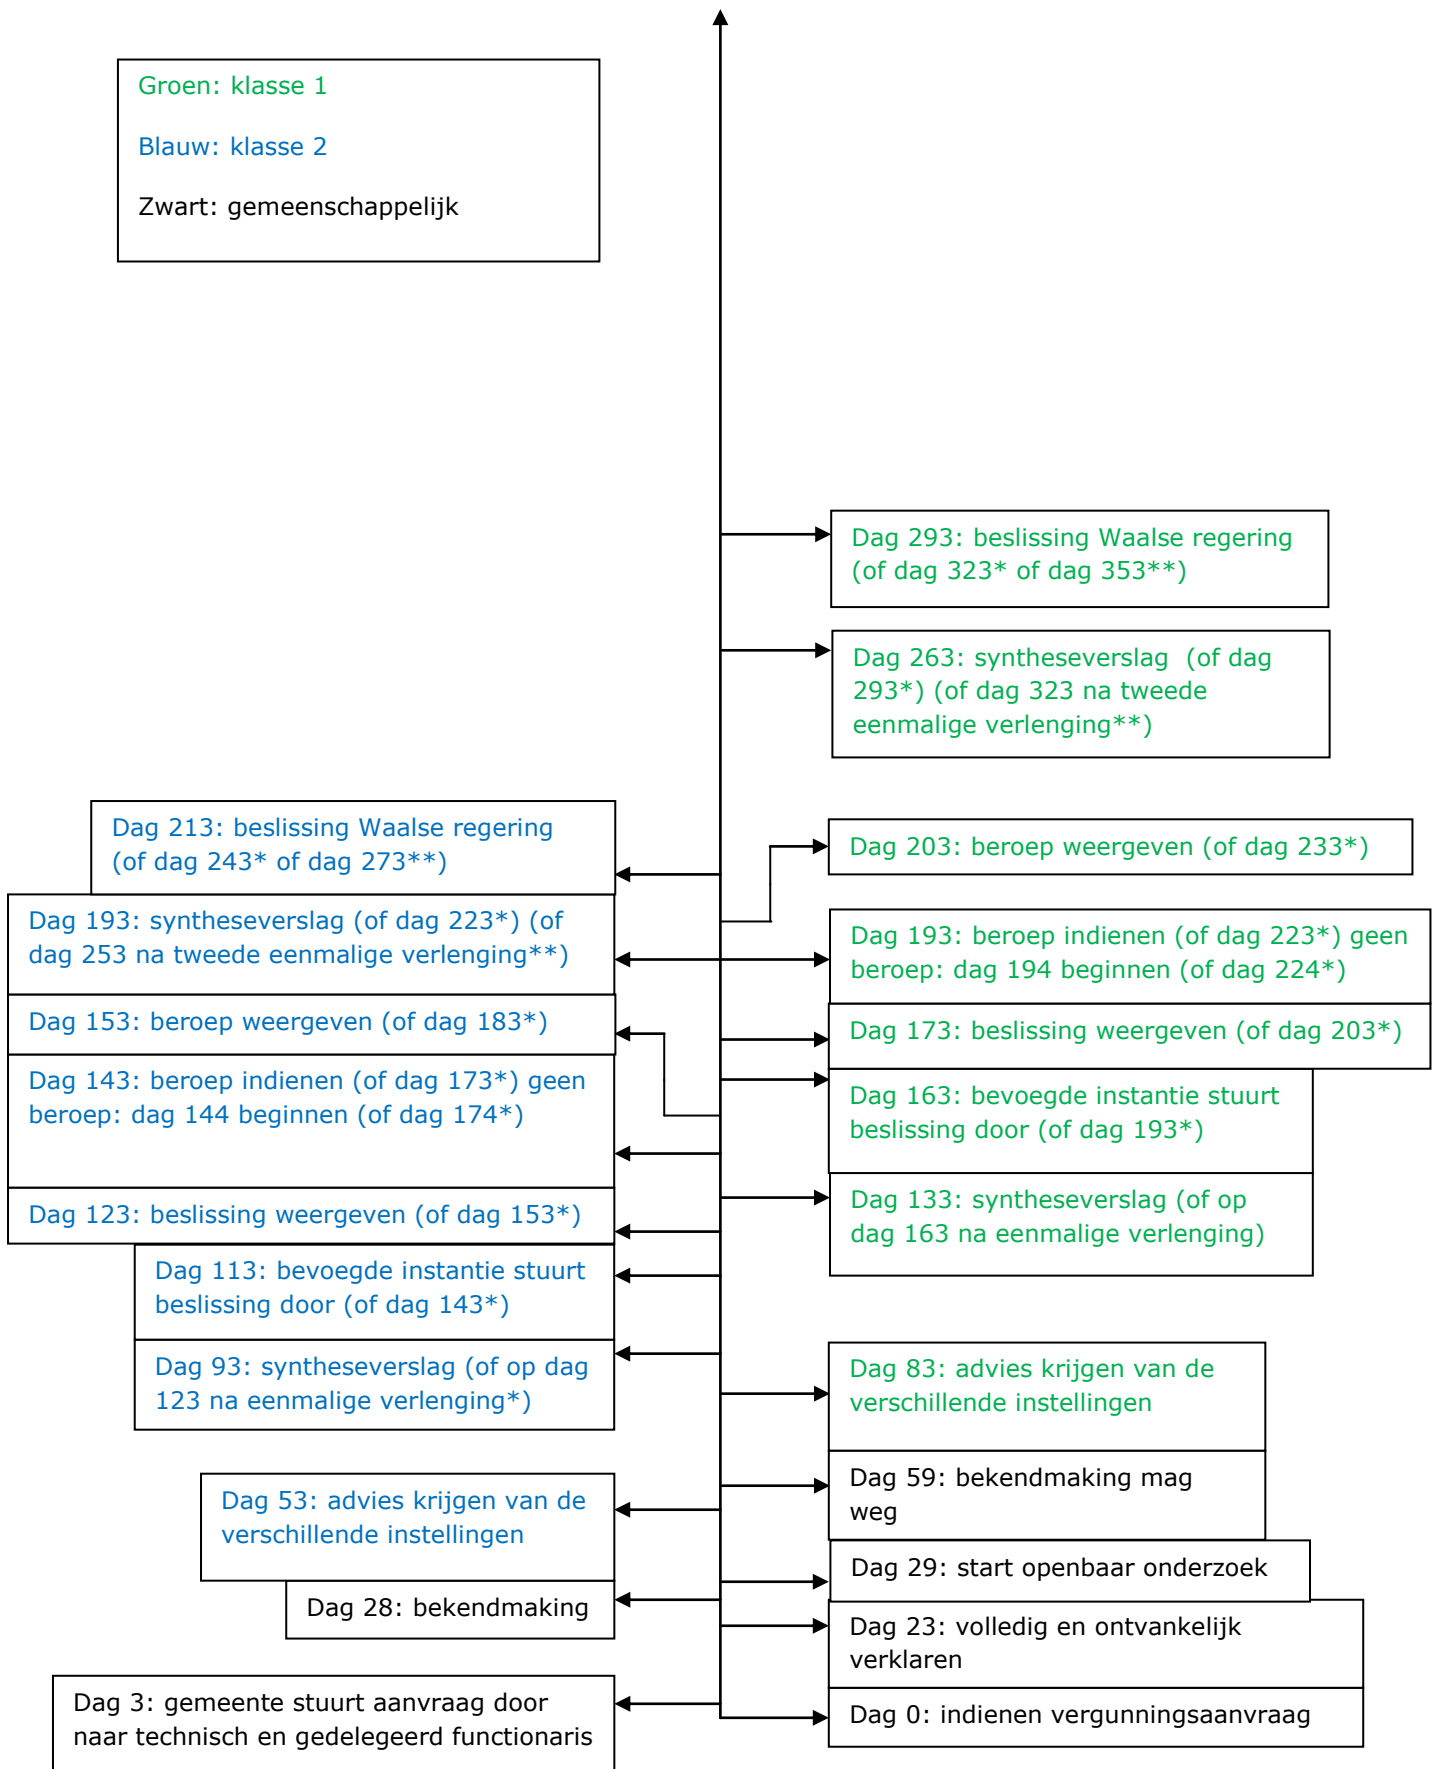 Groen: klasse 1
Blauw: klasse 2
Zwart: gemeenschappelijk
Dag 293: beslissing Waalse regering
(of dag 323* of dag 353**)
Dag 263: syntheseverslag (of dag
293*) (of dag 323 na tweede
eenmalige verlenging**)
Dag 213: beslissing Waalse regering
(of dag 243* of dag 273**)
Dag 203: beroep weergeven (of dag 233*)
Dag 193: syntheseverslag (of dag 223*) (of
dag 253 na tweede eenmalige verlenging**)
Dag 193: beroep indienen (of dag 223*) geen
beroep: dag 194 beginnen (of dag 224*)
Dag 153: beroep weergeven (of dag 183*)
Dag 173: beslissing weergeven (of dag 203*)
Dag 143: beroep indienen (of dag 173*) geen
beroep: dag 144 beginnen (of dag 174*)
Dag 163: bevoegde instantie stuurt
beslissing door (of dag 193*)
Dag 123: beslissing weergeven (of dag 153*)
Dag 133: syntheseverslag (of op
dag 163 na eenmalige verlenging)
Dag 113: bevoegde instantie stuurt
beslissing door (of dag 143*)
Dag 93: syntheseverslag (of op dag
123 na eenmalige verlenging*)
Dag 83: advies krijgen van de
verschillende instellingen
Dag 59: bekendmaking mag
weg
Dag 53: advies krijgen van de
verschillende instellingen
Dag 29: start openbaar onderzoek
Dag 28: bekendmaking
Dag 23: volledig en ontvankelijk
verklaren
Dag 3: gemeente stuurt aanvraag door
naar technisch en gedelegeerd functionaris
Dag 0: indienen vergunningsaanvraag